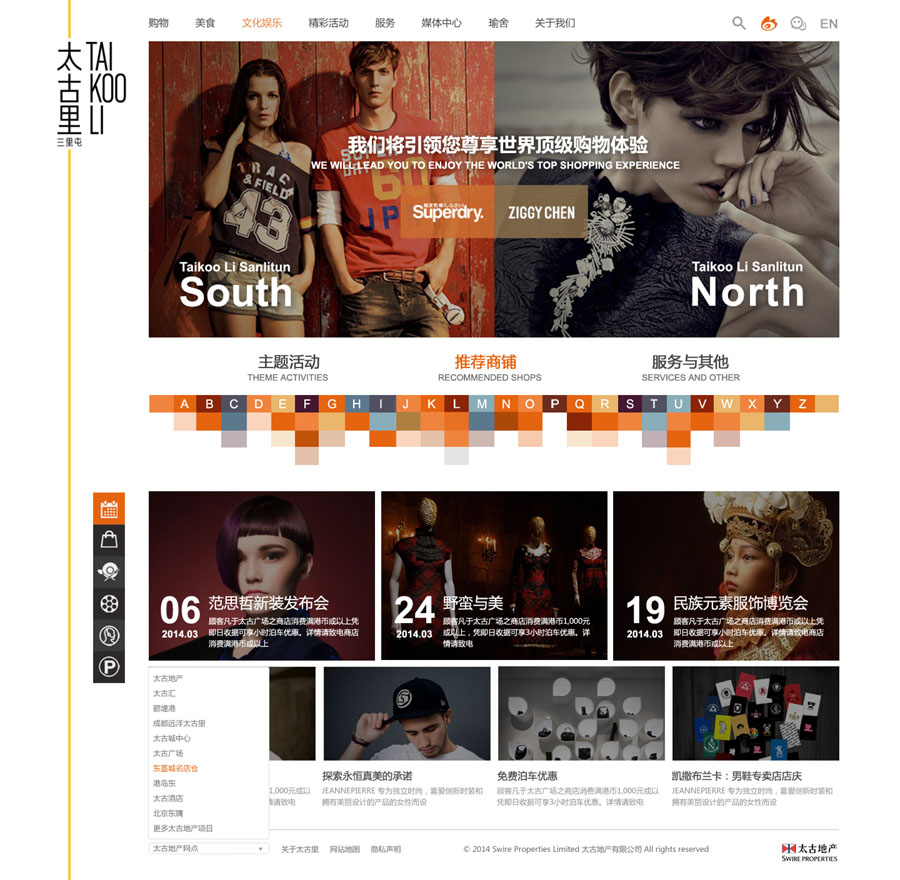 购物 美食 文化娱乐 精彩活动 服务 媒体中心 瑜舍 关于我们 EN
太古里
TAI
KOO
LI
三里屯
我们将引领您尊享世界顶级购物体验
WE WILL LEAD YOU TO ENJOY THE WORLD'S TOP SHOPPING EXPERIENCE
TRAC
& FIELD
43
SUPER
61
JP
Superdry. ZIGGY CHEN
Taikoo Li Sanlitun
South
Taikoo Li Sanlitun
North
主题活动
THEME ACTIVITIES
推荐商铺
RECOMMENDED SHOPS
服务与其他
SERVICES AND OTHER
A B C D E F G H I J K L M N O P Q R S T U V W X Y Z
P
06
2014.03
范思哲新装发布会
顾客凡于太古广场之商店消费满港币或以上凭
即日收据可享小时泊车优惠。详情请致电商店
消费满港币或以上
24
2014.03
野蛮与美
顾客凡于太古广场之商店消费满港币1,000元
或以上，凭即日收据可享3小时泊车优惠。详
情请致电
19
2014.03
民族元素服饰博览会
顾客凡于太古广场之商店消费满港币或以上凭
即日收据可享小时泊车优惠。详情请致电商店
消费满港币或以上
太古地产
太古汇
颐堤港
成都远洋太古里
太古城中心
太古广场
东荟城名店仓
港岛东
太古酒店
北京东隅
更多太古地产项目
太古地产网点
1,000元或以
情请致电
探索永恒真美的承诺
JEANNEPIERRE 专为独立时尚，喜爱创新时装和
拥有美丽设计的产品的女性而设
免费泊车优惠
顾客凡于太古广场之商店消费满港币1,000元或以
凭即日收据可享3小时泊车优惠。详情请致电
凯撒布兰卡：男鞋专卖店店庆
JEANNEPIERRE 专为独立时尚，喜爱创新时装和
拥有美丽设计的产品的女性而设
关于太古里 网站地图 隐私声明
© 2014 Swire Properties Limited 太古地产有限公司 All rights reserved
太古地产
SWIRE PROPERTIES